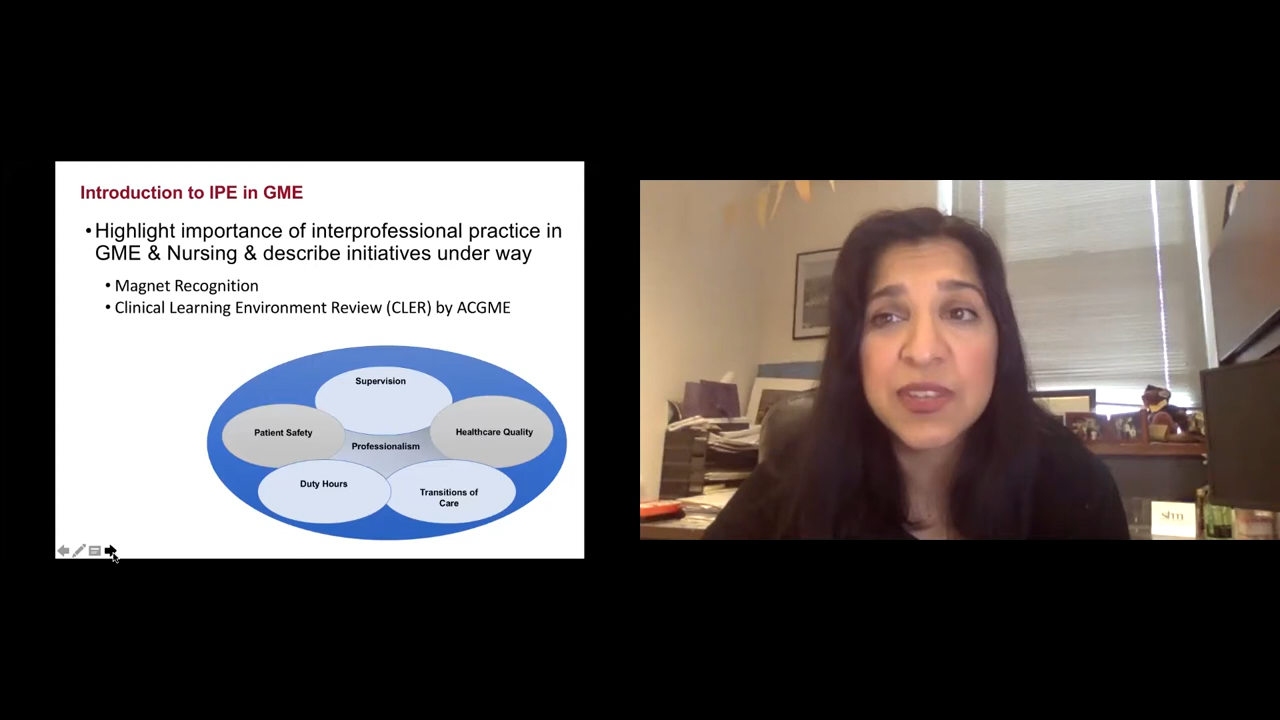 Introduction to IPE in GME
•Highlight importance of interprofessional practice in
GME & Nursing & describe initiatives under way
• Magnet Recognition
• Clinical Learning Environment Review (CLER) by ACGME
Supervision
Patient Safety
Healthcare Quality
Professionalism
Duty Hours
Transitions of
Care
shm